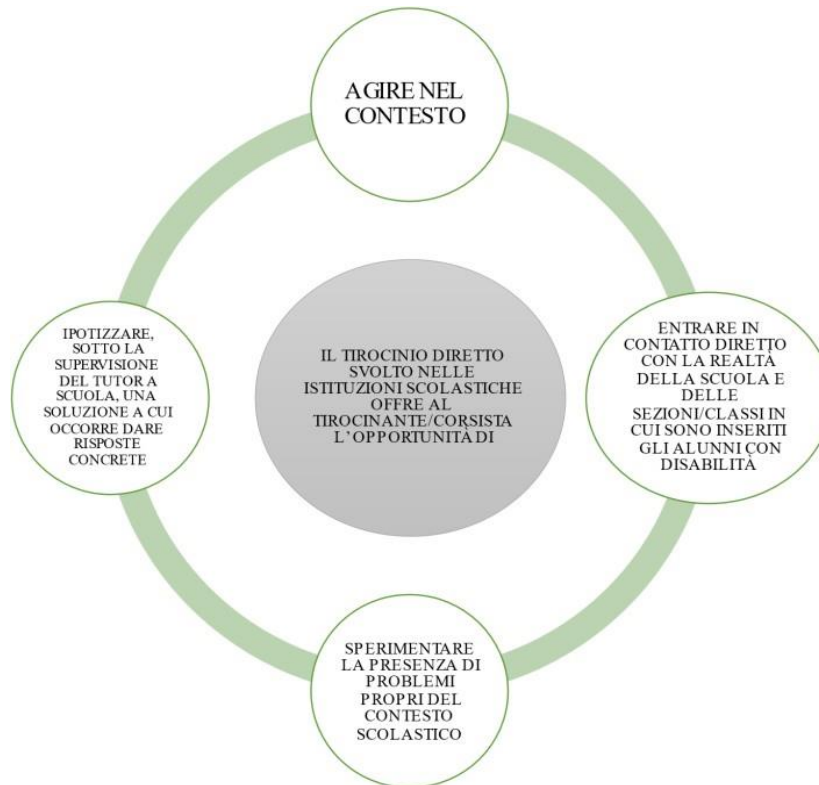 AGIRE NEL
CONTESTO
IPOTIZZARE,
SOTTO LA
SUPERVISIONE
DEL TUTOR A
SCUOLA, UNA
SOLUZIONE A CUI
OCCORRE DARE
RISPOSTE
CONCRETE
IL TIROCINIO DIRETTO
SVOLTO NELLE
ISTITUZIONI SCOLASTICHE
OFFRE AL
TIROCINANTE/CORSISTA
L'OPPORTUNITÀ DI
ENTRARE IN
CONTATTO DIRETTO
CON LA REALTÀ
DELLA SCUOLA E
DELLE
SEZIONI/CLASSI IN
CUI SONO INSERITI
GLI ALUNNI CON
DISABILITÀ
SPERIMENTARE
LA PRESENZA DI
PROBLEMI
PROPRI DEL
CONTESTO
SCOLASTICO